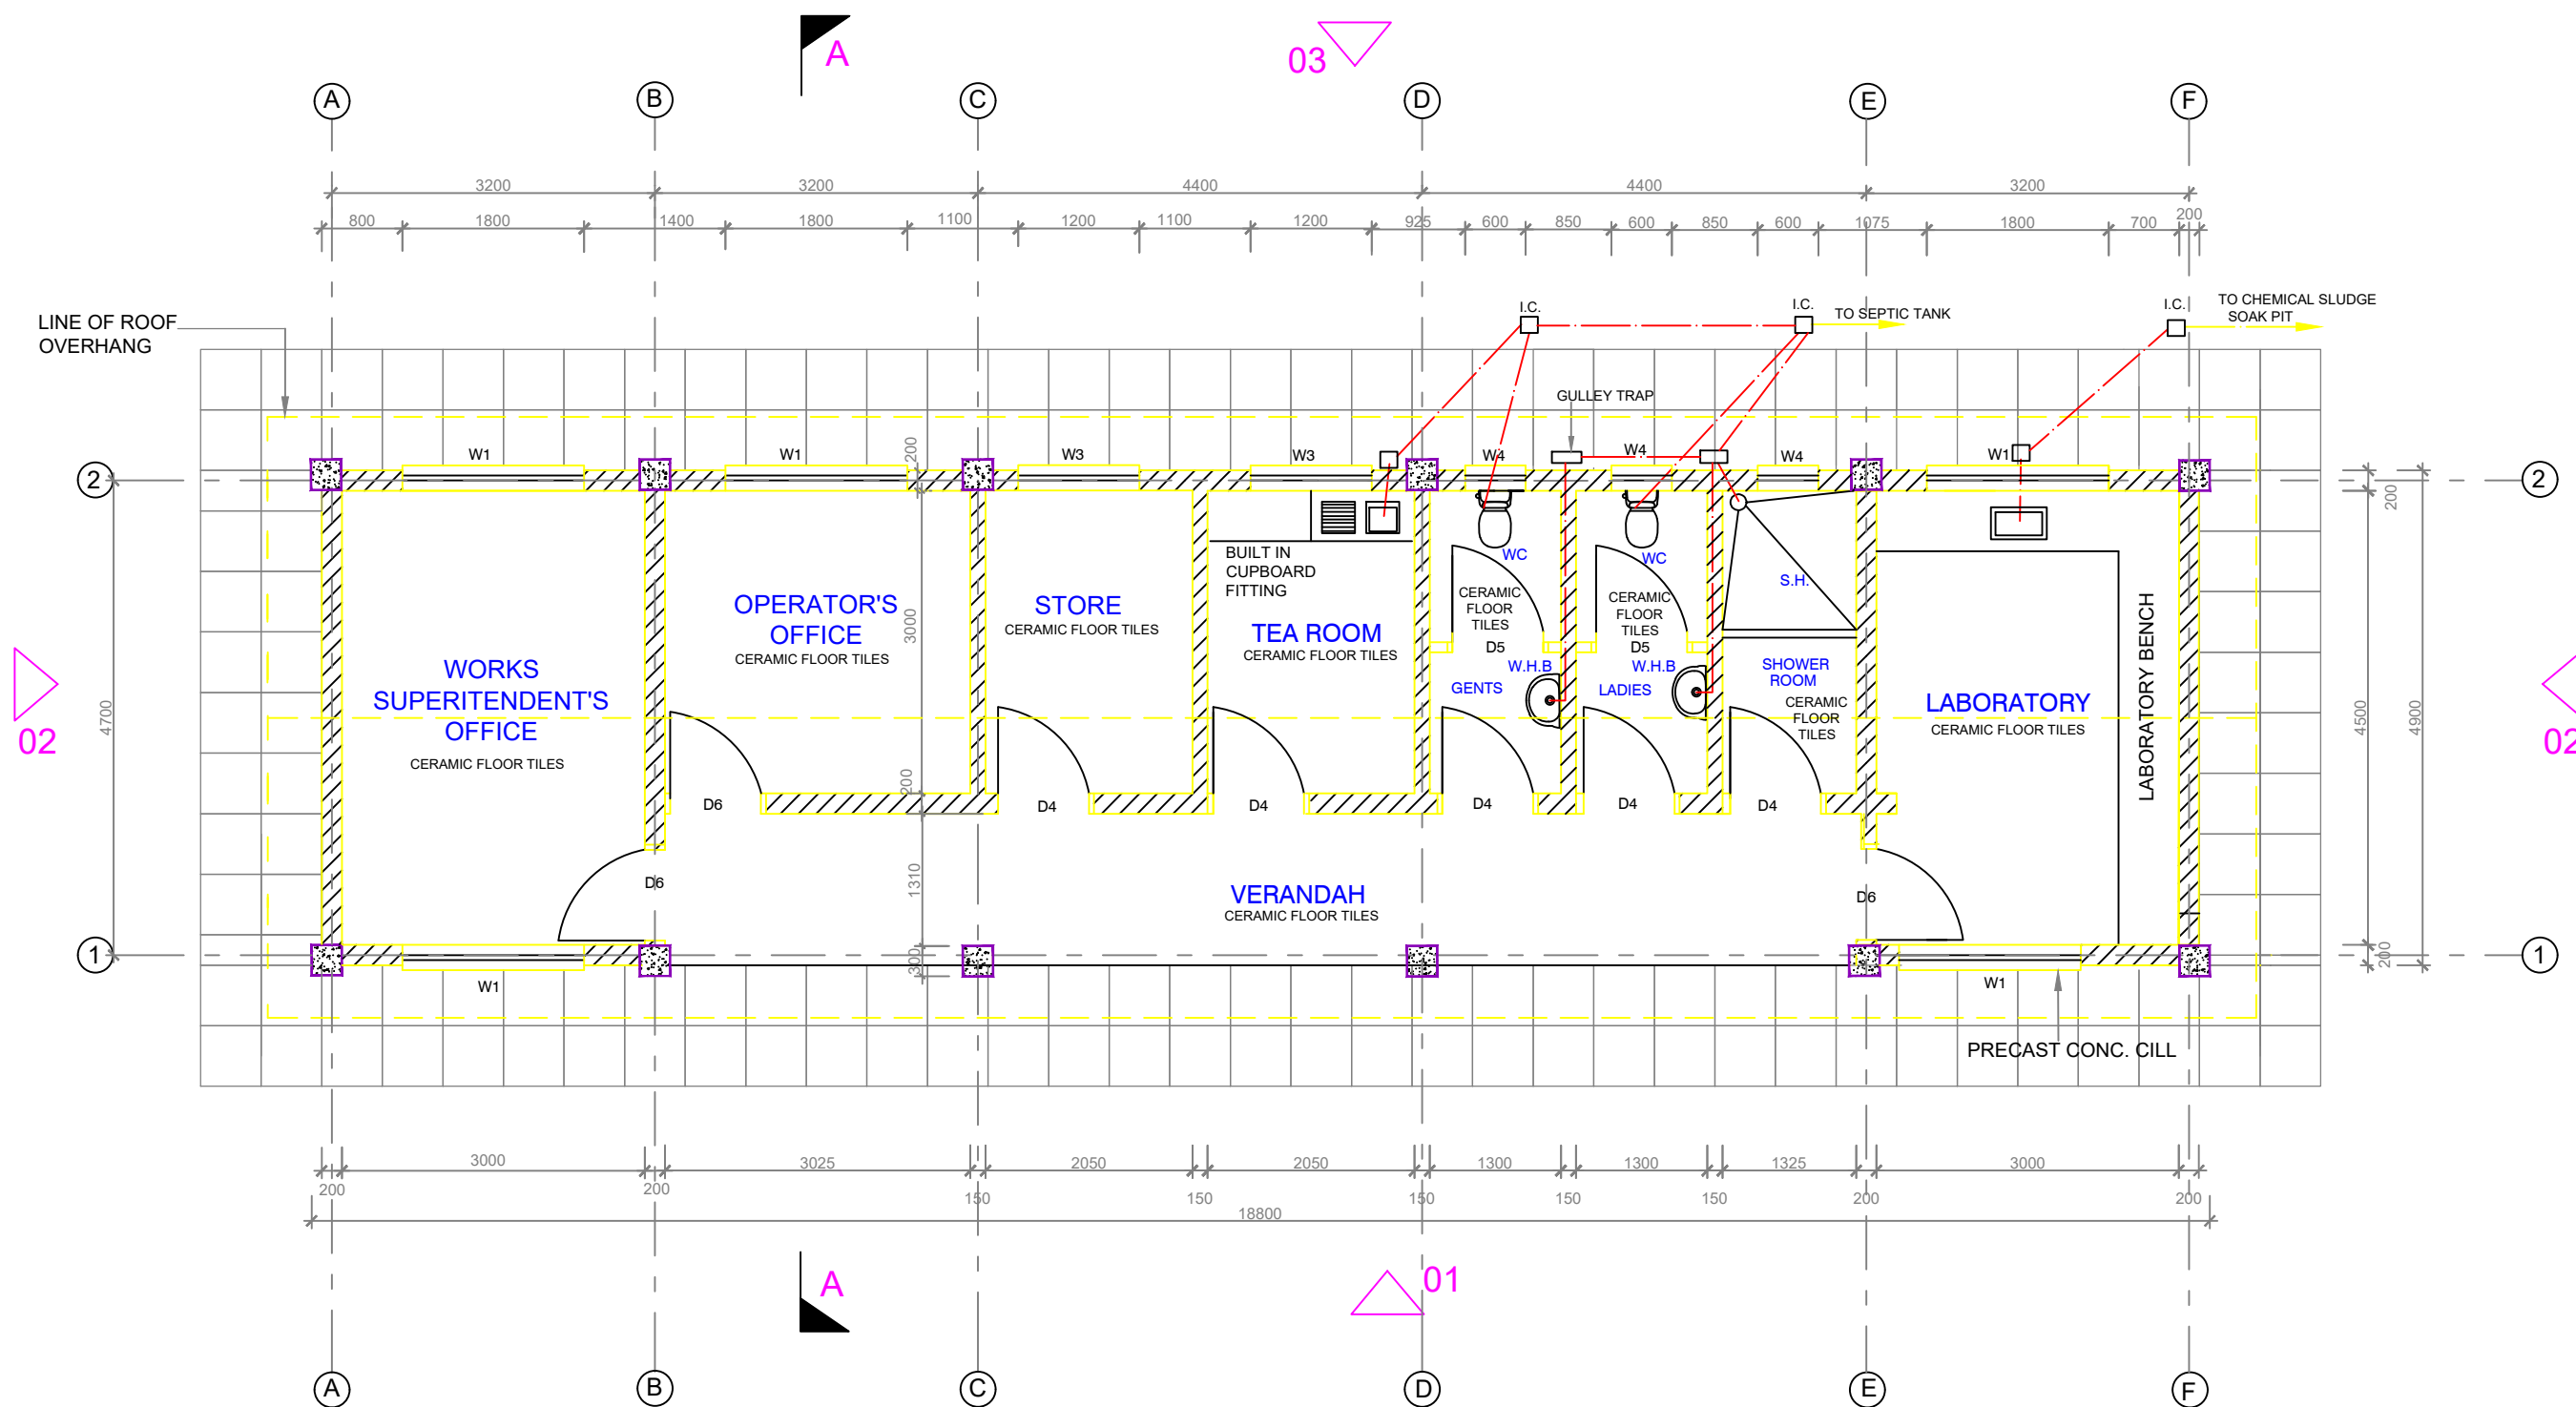 A
03
A
B
C
D
E
F
3200
3200
4400
4400
3200
800
1800
1400
1800
1100
1200
1100
1200
925
600
850
600
850
600
1075
1800
700
200
LINE OF ROOF
OVERHANG
I.C.
I.C.
TO SEPTIC TANK
I.C.
TO CHEMICAL SLUDGE
SOAK PIT
GULLEY TRAP
W1
W1
W3
W3
W4
W4
W4
W1
200
2
2
200
BUILT IN
CUPBOARD
FITTING
WC
WC
S.H.
OPERATOR'S
OFFICE
CERAMIC FLOOR TILES
3000
STORE
CERAMIC FLOOR TILES
TEA ROOM
CERAMIC FLOOR TILES
CERAMIC
FLOOR
TILES
D5
CERAMIC
FLOOR
TILES
D5
WORKS
SUPERITENDENT'S
OFFICE
CERAMIC FLOOR TILES
W.H.B
GENTS
W.H.B
LADIES
SHOWER
ROOM
CERAMIC
FLOOR
TILES
LABORATORY
CERAMIC FLOOR TILES
LABORATORY BENCH
02
4700
02
4500
4900
200
D6
D4
D4
D4
D4
D4
D6
1310
VERANDAH
CERAMIC FLOOR TILES
D6
1
300
1
200
W1
W1
PRECAST CONC. CILL
3000
3025
2050
2050
1300
1300
1325
3000
200
200
150
150
150
150
150
200
200
18800
A
01
A
B
C
D
E
F